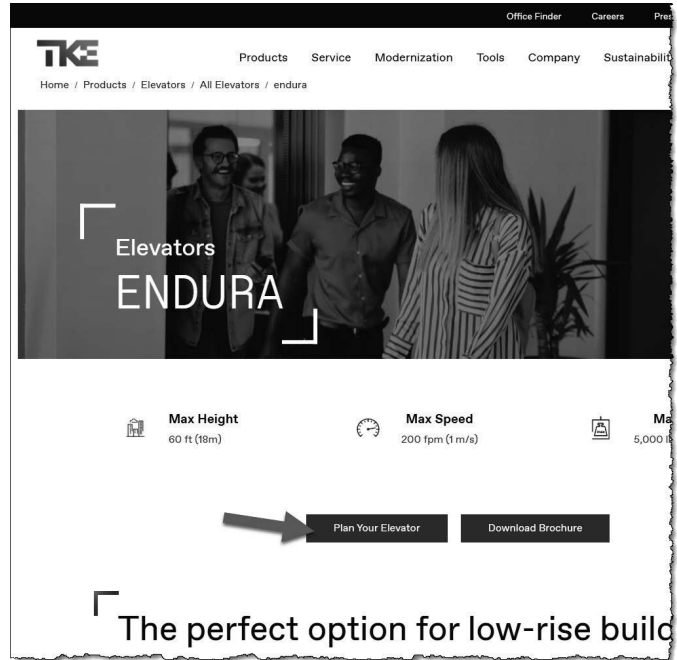 Office Finder Careers
TKE
Products Service Modernization Tools Company
Home / Products / Elevators / All Elevators / endura
Elevators
ENDURA
Max Height
60 ft (18m)
Max Speed
200 fpm (1 m/s)
5,000
Plan Your Elevator
Download Brochure
The perfect option for low-rise